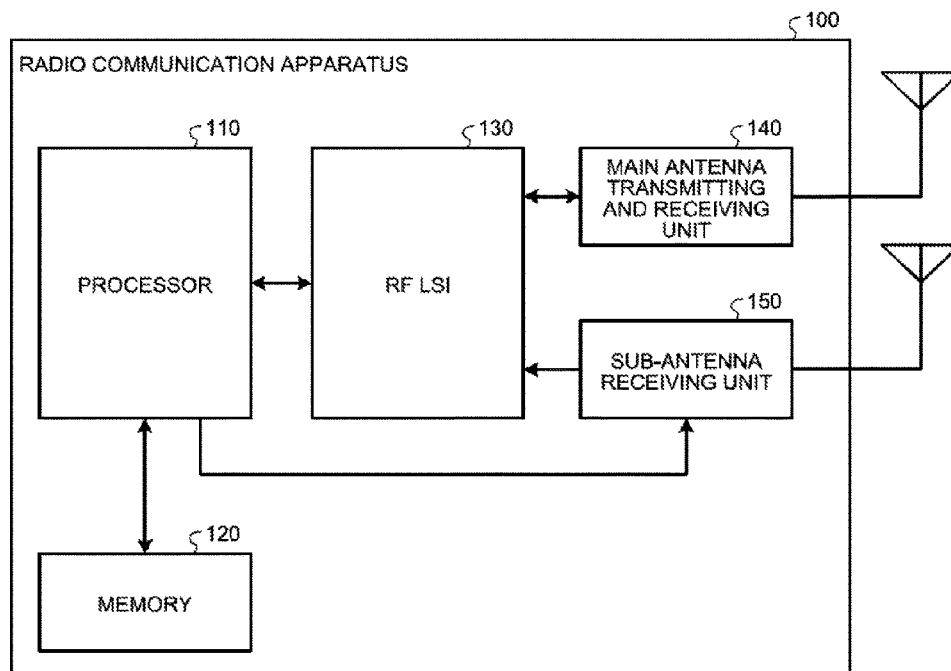 100
RADIO COMMUNICATION APPARATUS
110
130
140
PROCESSOR
RF LSI
MAIN ANTENNA
TRANSMITTING
AND RECEIVING
UNIT
150
SUB-ANTENNA
RECEIVING UNIT
120
MEMORY